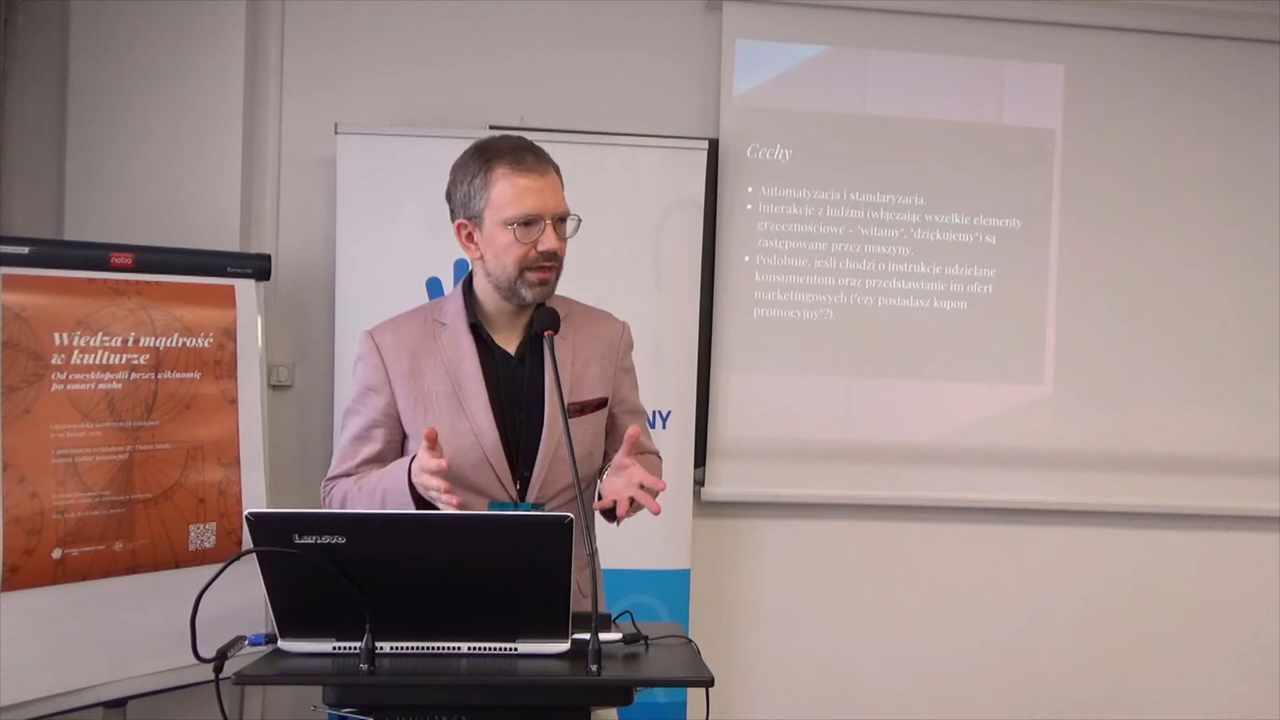 nobo
Wiedza i mądrość
w kulturze
Od encyklopedii przez wikinomię
po smart mobs
NY
Lenovo
Cechy
• Automatyzacja i standaryzacja.
• Interakcje z ludźmi (włączając wszelkie elementy
grzecznościowe - "witamy", "dziękujemy") są
zastępowane przez maszyny.
• Podobnie, jeśli chodzi o instrukcje udzielane
konsumentom oraz przedstawianie im ofert
marketingowych ("czy posiadasz kupon
promocyjny"?).